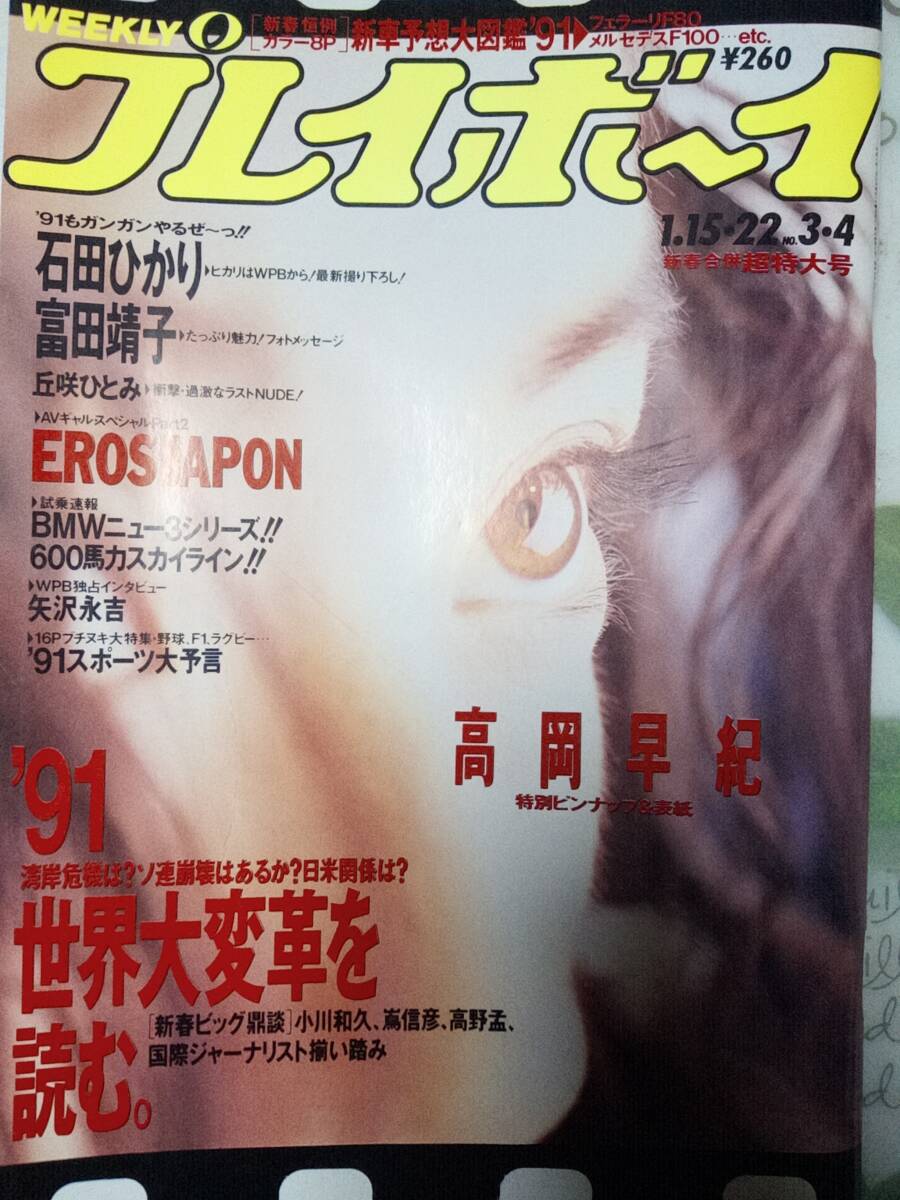 WEEKLY
[新春恒例
カラー8P]
新車予想大図鑑'91▶
フェラーリF80
メルセデスF100…etc.
¥260
プレイボーイ
1.15・22 NO.3・4
新春合併超特大号
'91もガンガンやるぜ〜っ!!
石田ひかり▶ヒカリはWPBから!最新撮り下ろし!
富田靖子▶たっぷり魅力!フォトメッセージ
丘咲ひとみ▶衝撃・過激なラストNUDE!
▶AVギャル・スペシャルPart2
EROS JAPON
▶試乗速報
BMWニュー3シリーズ!!
600馬力スカイライン!!
▶WPB独占インタビュー
矢沢永吉
▶16Pブチヌキ大特集・野球、F1、ラグビー…
'91スポーツ大予言
高岡早紀
特別ピンナップ&表紙
'91
湾岸危機は?ソ連崩壊はあるか?日米関係は?
世界大変革を
読む。
[新春ビッグ鼎談]小川和久、嶌信彦、高野孟、
国際ジャーナリスト揃い踏み